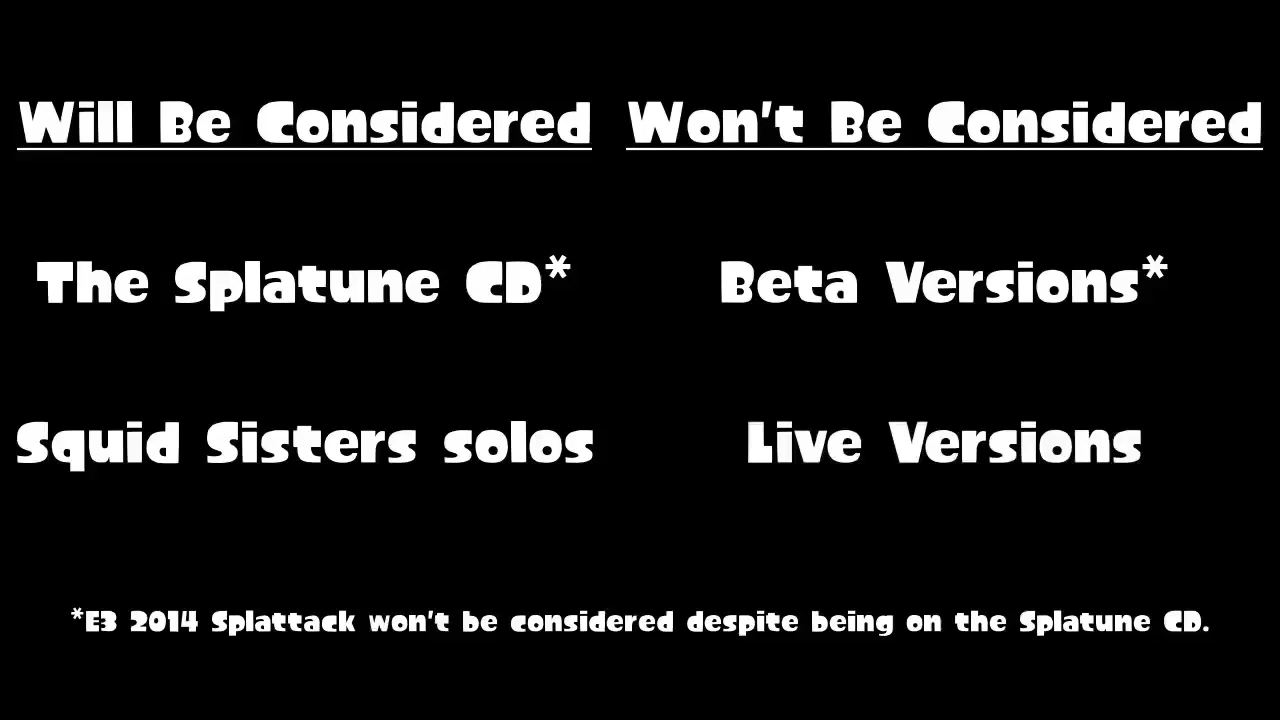 Will Be Considered Won't Be Considered
The Splatune CD* Beta Versions*
Squid Sisters solos Live Versions
*E3 2014 Splattack won't be considered despite being on the Splatune CD.